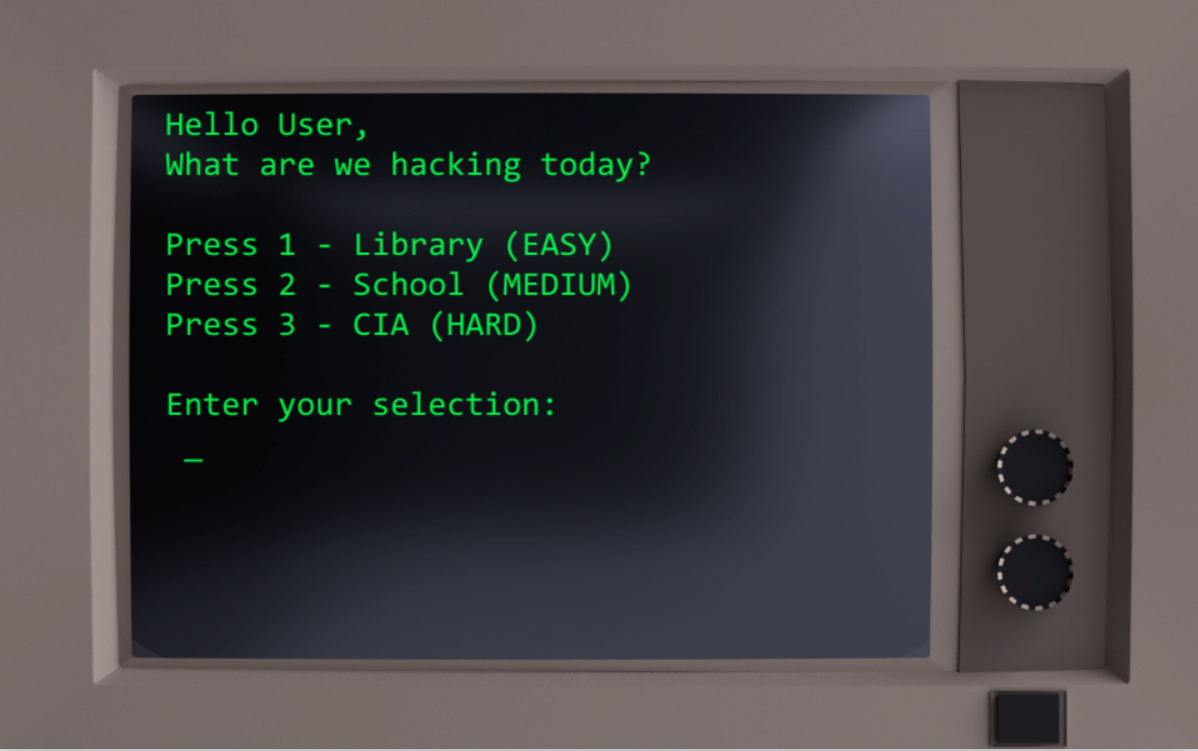 Hello User,
What are we hacking today?
Press 1 - Library (EASY)
Press 2 - School (MEDIUM)
Press 3 - CIA (HARD)
Enter your selection:
_